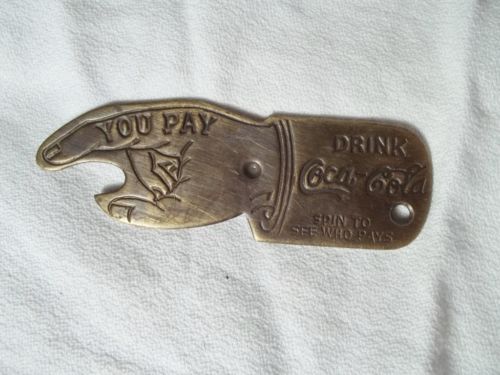 YOU PAY
DRINK
Coca-Cola
SPIN TO
SEE WHO PAYS